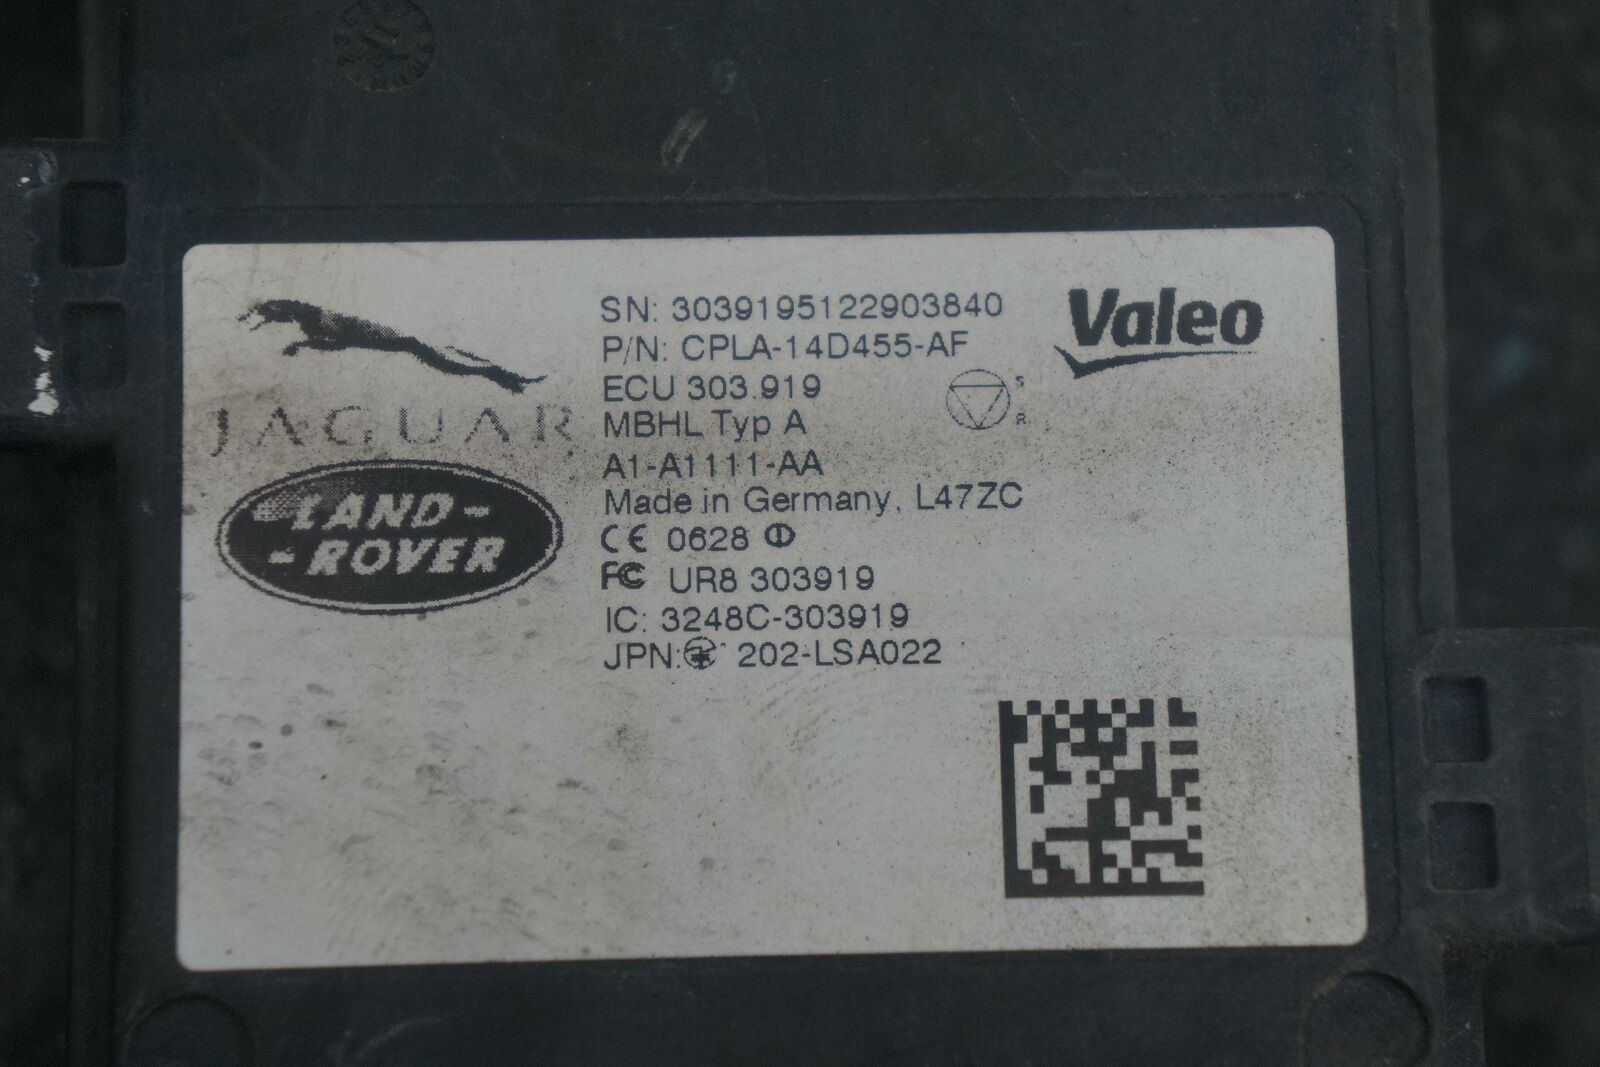 SN: 3039195122903840
P/N: CPLA-14D455-AF
ECU 303.919
MBHL Typ A
A1-A1111-AA
Made in Germany, L47ZC
CE 0628
FC UR8 303919
IC: 3248C-303919
JPN: 202-LSA022
Valeo
S
R
JAGUAR
LAND-
-ROVER